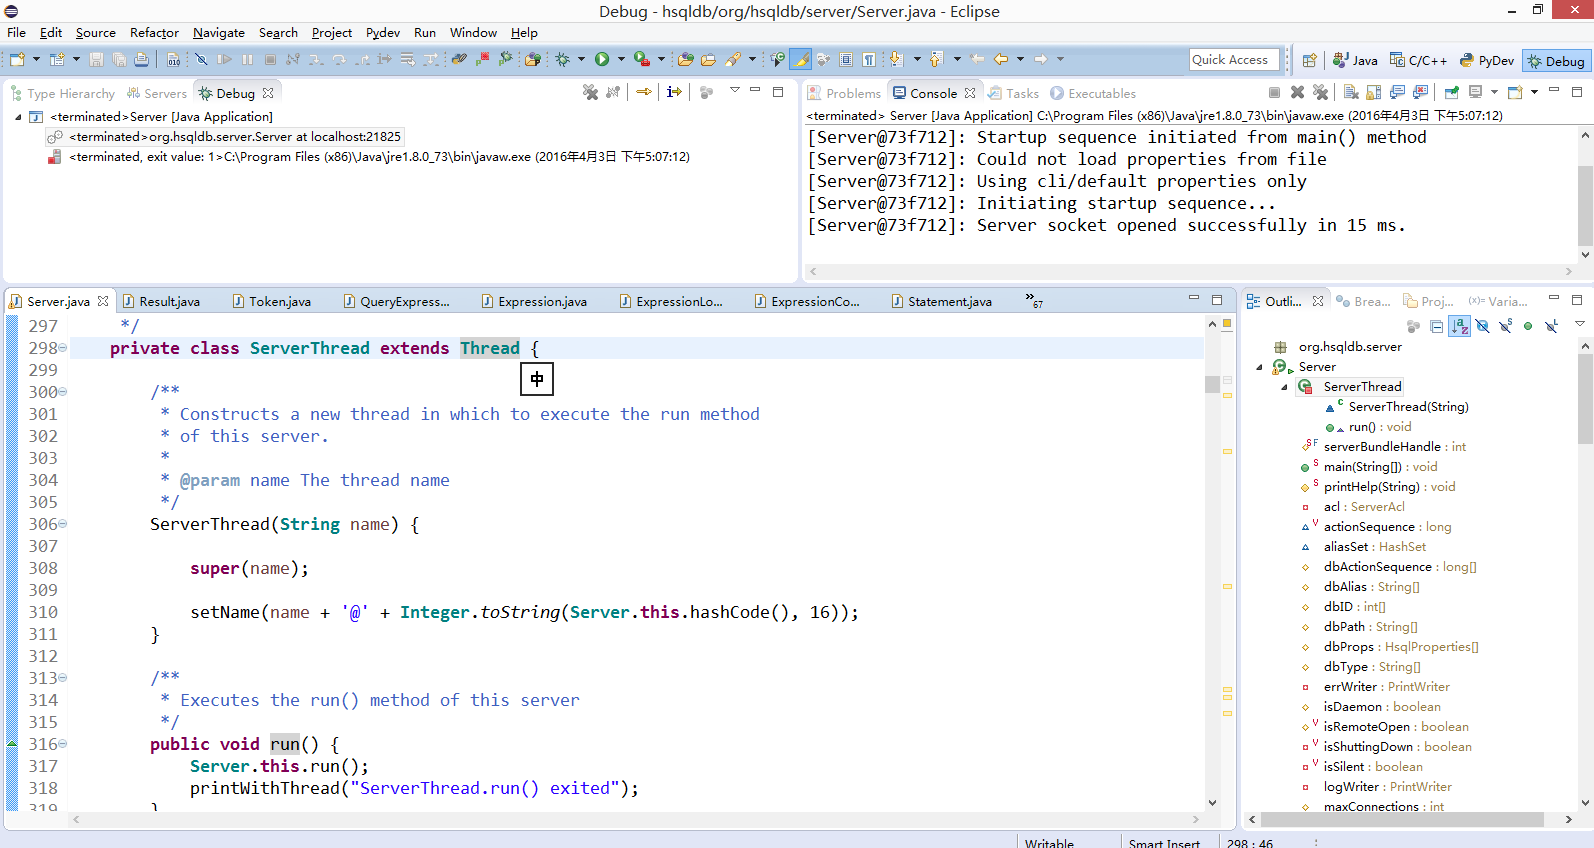 Debug - hsqldb/org/hsqldb/server/Server.java - Eclipse
File Edit Source Refactor Navigate Search Project Pydev Run Window Help
Quick Access Java C/C++ PyDev Debug
Type Hierarchy Servers Debug
<terminated>Server [Java Application]
<terminated>org.hsqldb.server.Server at localhost:21825
<terminated, exit value: 1>C:\Program Files (x86)\Java\jre1.8.0_73\bin\javaw.exe (2016年4月3日 下午5:07:12)
Problems Console Tasks Executables
<terminated> Server [Java Application] C:\Program Files (x86)\Java\jre1.8.0_73\bin\javaw.exe (2016年4月3日 下午5:07:12)
[Server@73f712]: Startup sequence initiated from main() method
[Server@73f712]: Could not load properties from file
[Server@73f712]: Using cli/default properties only
[Server@73f712]: Initiating startup sequence...
[Server@73f712]: Server socket opened successfully in 15 ms.
Server.java Result.java Token.java QueryExpress... Expression.java ExpressionLo... ExpressionCo... Statement.java »67
297 */
298 private class ServerThread extends Thread {
中
299
300 /**
301 * Constructs a new thread in which to execute the run method
302 * of this server.
303 *
304 * @param name The thread name
305 */
306 ServerThread(String name) {
307
308 super(name);
309
310 setName(name + '@' + Integer.toString(Server.this.hashCode(), 16));
311 }
312
313 /**
314 * Executes the run() method of this server
315 */
316 public void run() {
317 Server.this.run();
318 printWithThread("ServerThread.run() exited");
319 }
Outli... Brea... Proj... (x)= Varia...
org.hsqldb.server
Server
ServerThread
ServerThread(String)
run() : void
serverBundleHandle : int
main(String[]) : void
printHelp(String) : void
acl : ServerAcl
actionSequence : long
aliasSet : HashSet
dbActionSequence : long[]
dbAlias : String[]
dbID : int[]
dbPath : String[]
dbProps : HsqlProperties[]
dbType : String[]
errWriter : PrintWriter
isDaemon : boolean
isRemoteOpen : boolean
isShuttingDown : boolean
isSilent : boolean
logWriter : PrintWriter
maxConnections : int
Writable Smart Insert 298 : 46